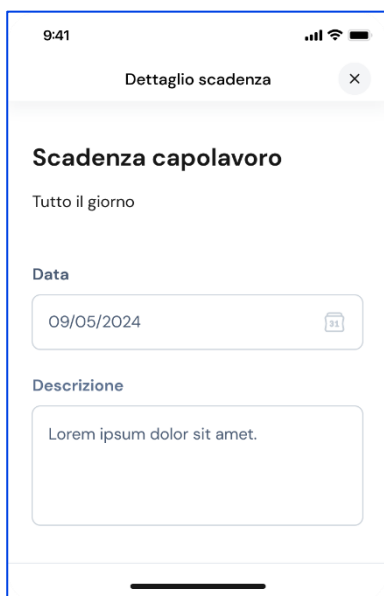 9:41
Dettaglio scadenza
Scadenza capolavoro
Tutto il giorno
Data
09/05/2024
31
Descrizione
Lorem ipsum dolor sit amet.